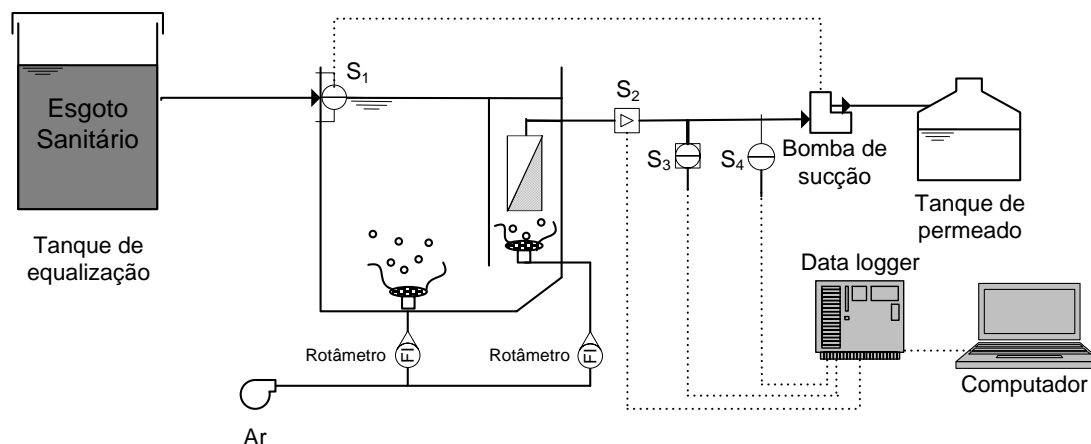 Esgoto
Sanitário
Tanque de
equalização
S1
S2
S3
S4
Bomba de
sucção
Tanque de
permeado
Data logger
Computador
Rotâmetro
FI
Rotâmetro
FI
Ar